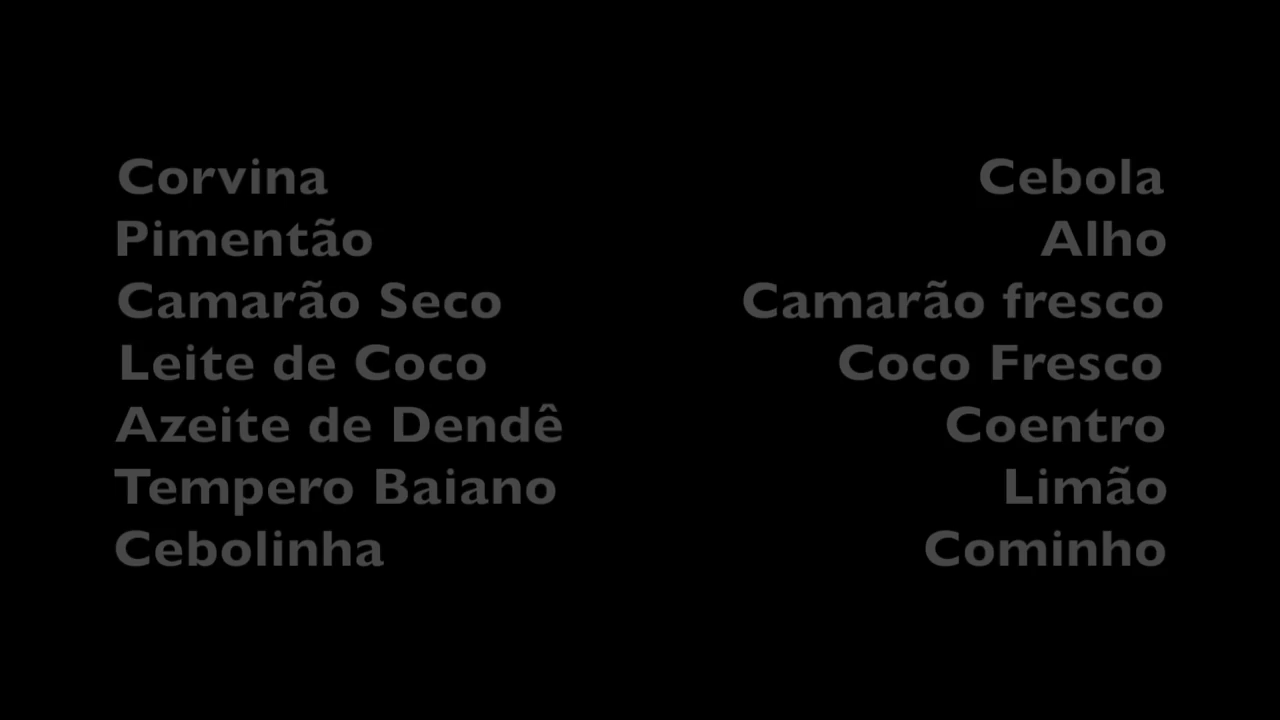 Corvina Cebola
Pimentão Alho
Camarão Seco Camarão fresco
Leite de Coco Coco Fresco
Azeite de Dendê Coentro
Tempero Baiano Limão
Cebolinha Cominho